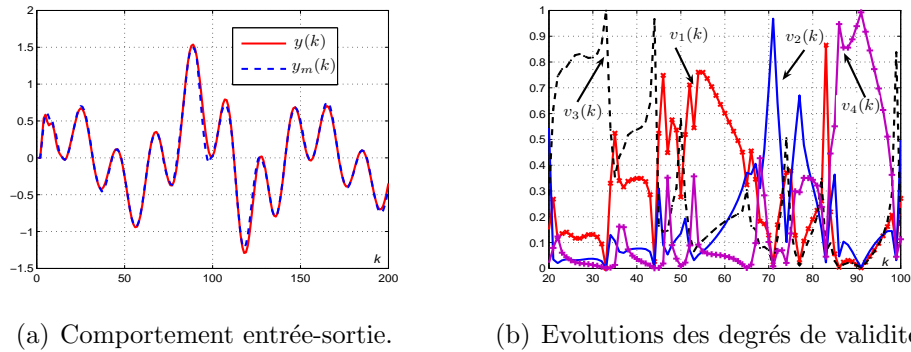 2
1.5
1
0.5
0
−0.5
−1
−1.5
0 50 100 150 200
k
y(k)
y_m(k)
1
0.9
0.8
0.7
0.6
0.5
0.4
0.3
0.2
0.1
0
20 30 40 50 60 70 80 90 100
k
v_1(k)
v_2(k)
v_3(k)
v_4(k)
(a) Comportement entrée-sortie.
(b) Evolutions des degrés de validité